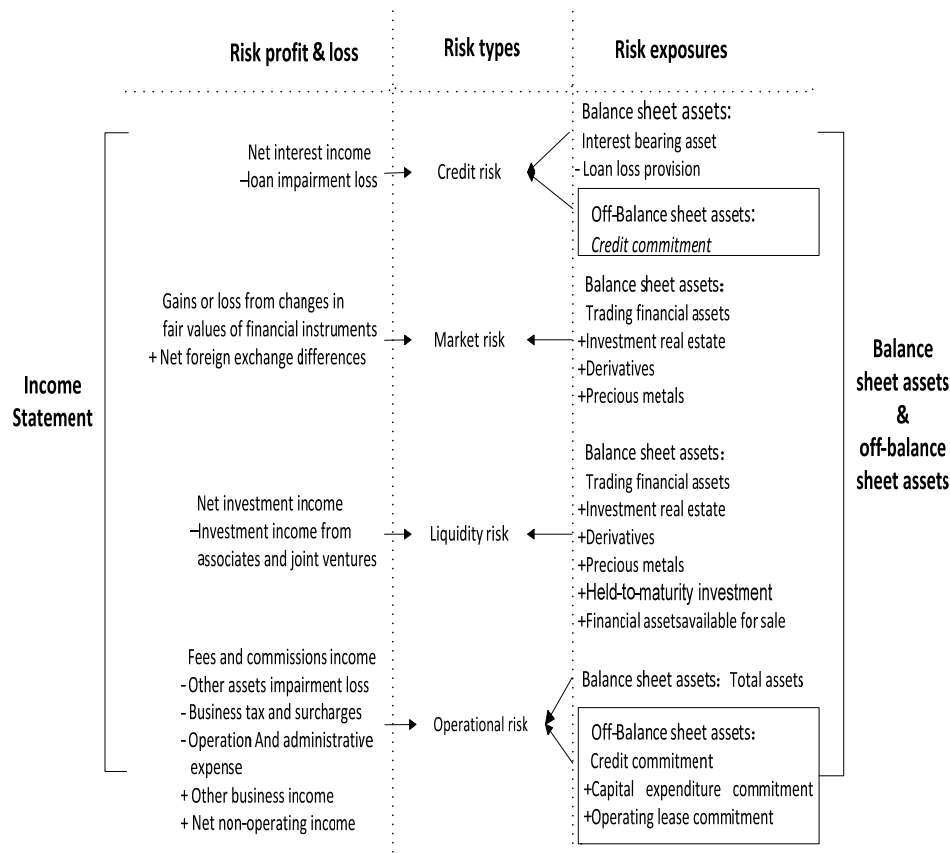 Risk profit & loss
Risk types
Risk exposures
Income
Statement
Net interest income
–loan impairment loss
Credit risk
Balance sheet assets:
Interest bearing asset
- Loan loss provision
Off-Balance sheet assets:
Credit commitment
Gains or loss from changes in
fair values of financial instruments
+ Net foreign exchange differences
Market risk
Balance sheet assets:
Trading financial assets
+Investment real estate
+Derivatives
+Precious metals
Net investment income
–Investment income from
associates and joint ventures
Liquidity risk
Balance sheet assets:
Trading financial assets
+Investment real estate
+Derivatives
+Precious metals
+Held-to-maturity investment
+Financial assetsavailable for sale
Fees and commissions income
- Other assets impairment loss
- Business tax and surcharges
- Operation And administrative
expense
+ Other business income
+ Net non-operating income
Operational risk
Balance sheet assets: Total assets
Off-Balance sheet assets:
Credit commitment
+Capital expenditure commitment
+Operating lease commitment
Balance
sheet assets
&
off-balance
sheet assets